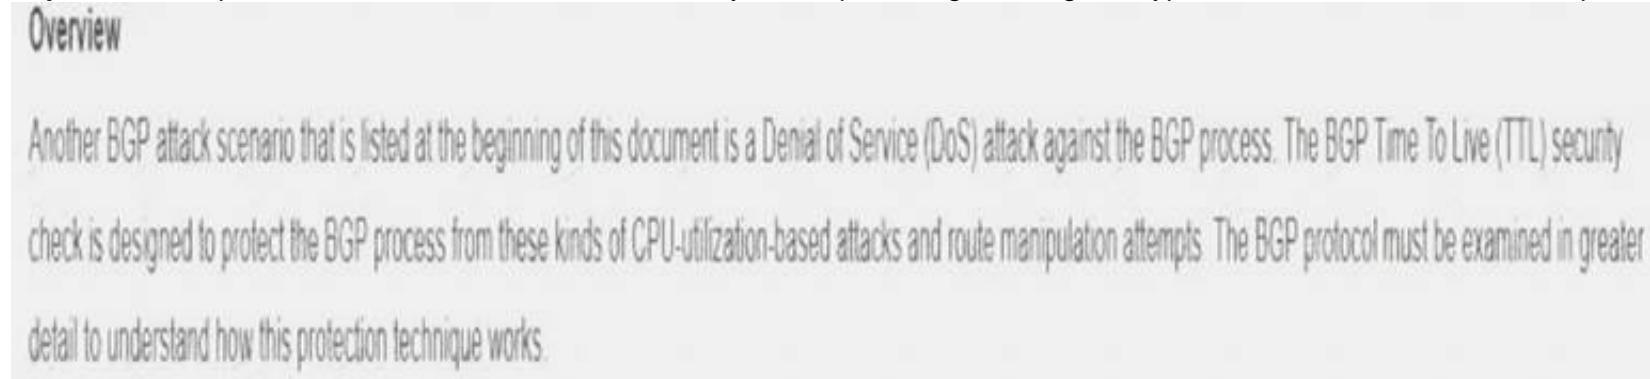 Overview
Another BGP attack scenario that is listed at the beginning of this document is a Denial of Service (DoS) attack against the BGP process. The BGP Time To Live (TTL) security
check is designed to protect the BGP process from these kinds of CPU-utilization-based attacks and route manipulation attempts. The BGP protocol must be examined in greater
detail to understand how this protection technique works.